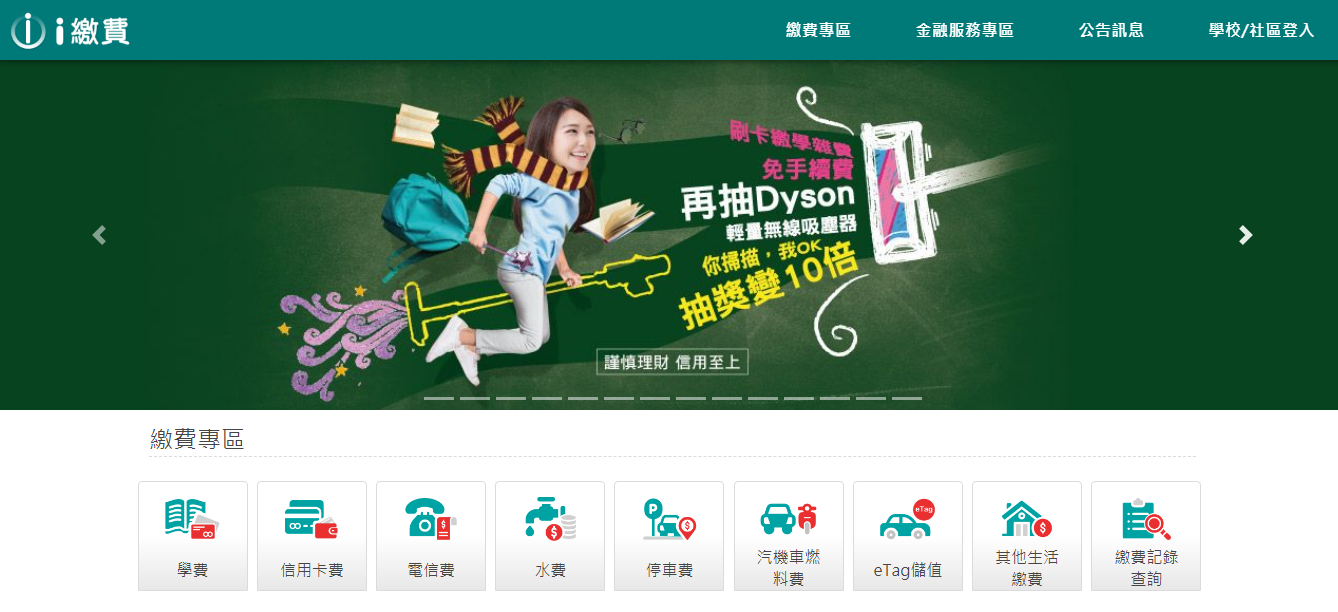 i繳費
繳費專區
金融服務專區
公告訊息
學校/社區登入
刷卡繳學雜費
免手續費
再抽Dyson
輕量無線吸塵器
你掃描，我OK
抽獎變10倍
謹慎理財 信用至上
繳費專區
學費
信用卡費
電信費
水費
P
停車費
汽機車燃
料費
eTag
eTag儲值
其他生活
繳費
繳費記錄
查詢